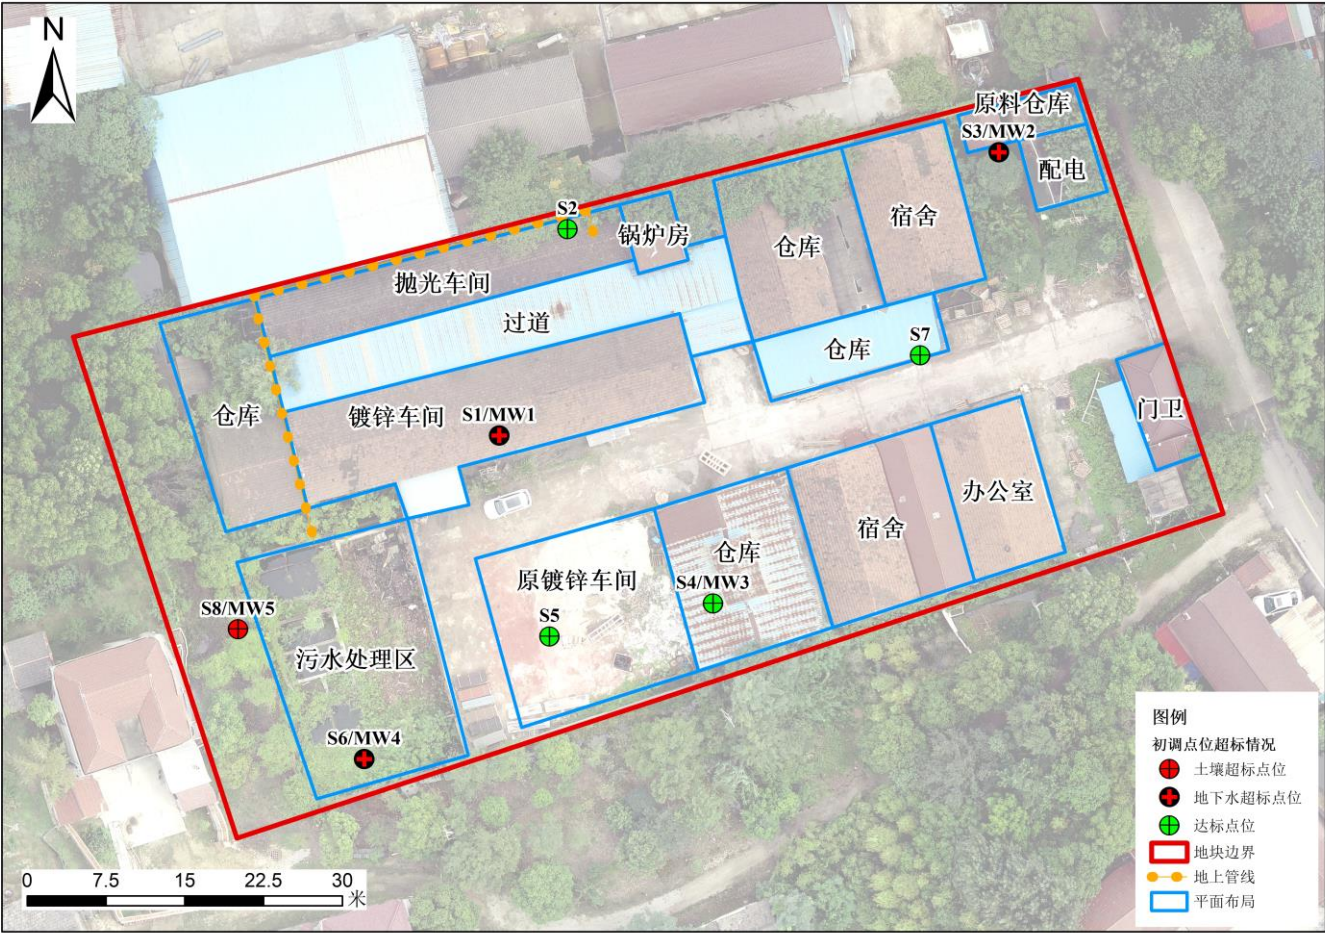 N
原料仓库
S3/MW2
配电
S2
锅炉房
仓库
宿舍
抛光车间
过道
仓库
S7
仓库
镀锌车间
S1/MW1
门卫
办公室
宿舍
仓库
原镀锌车间
S4/MW3
S5
S8/MW5
污水处理区
S6/MW4
图例
初调点位超标情况
土壤超标点位
地下水超标点位
达标点位
地块边界
地上管线
平面布局
0 7.5 15 22.5 30
米